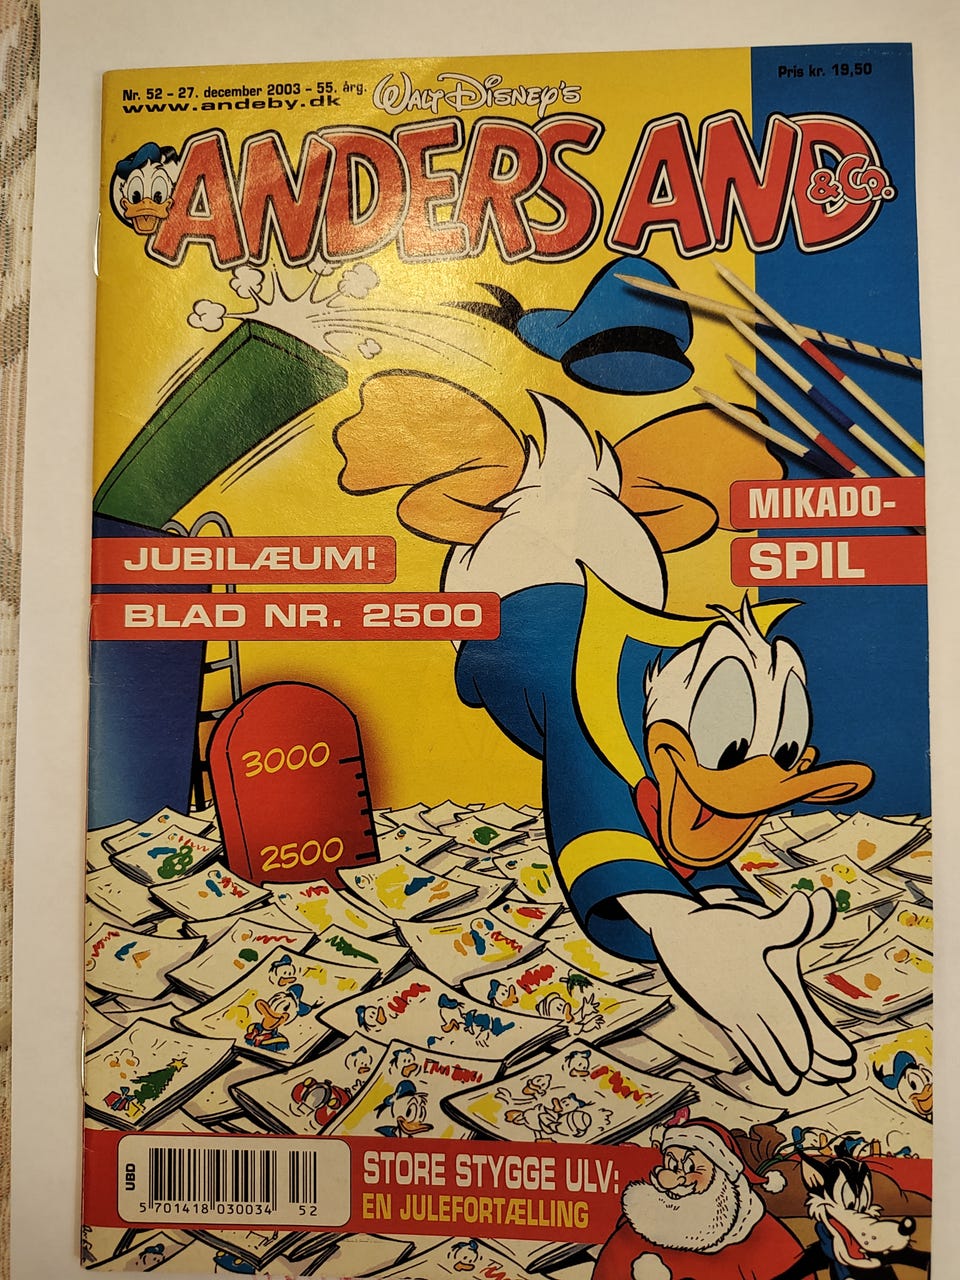 Nr. 52 - 27. december 2003 - 55. årg.
www.andeby.dk
WALT DISNEY'S
Pris kr. 19,50
ANDERS AND
& Co.
MIKADO-
SPIL
JUBILÆUM!
BLAD NR. 2500
3000
2500
UBD
5 701418 030034 52
STORE STYGGE ULV:
EN JULEFORTÆLLING